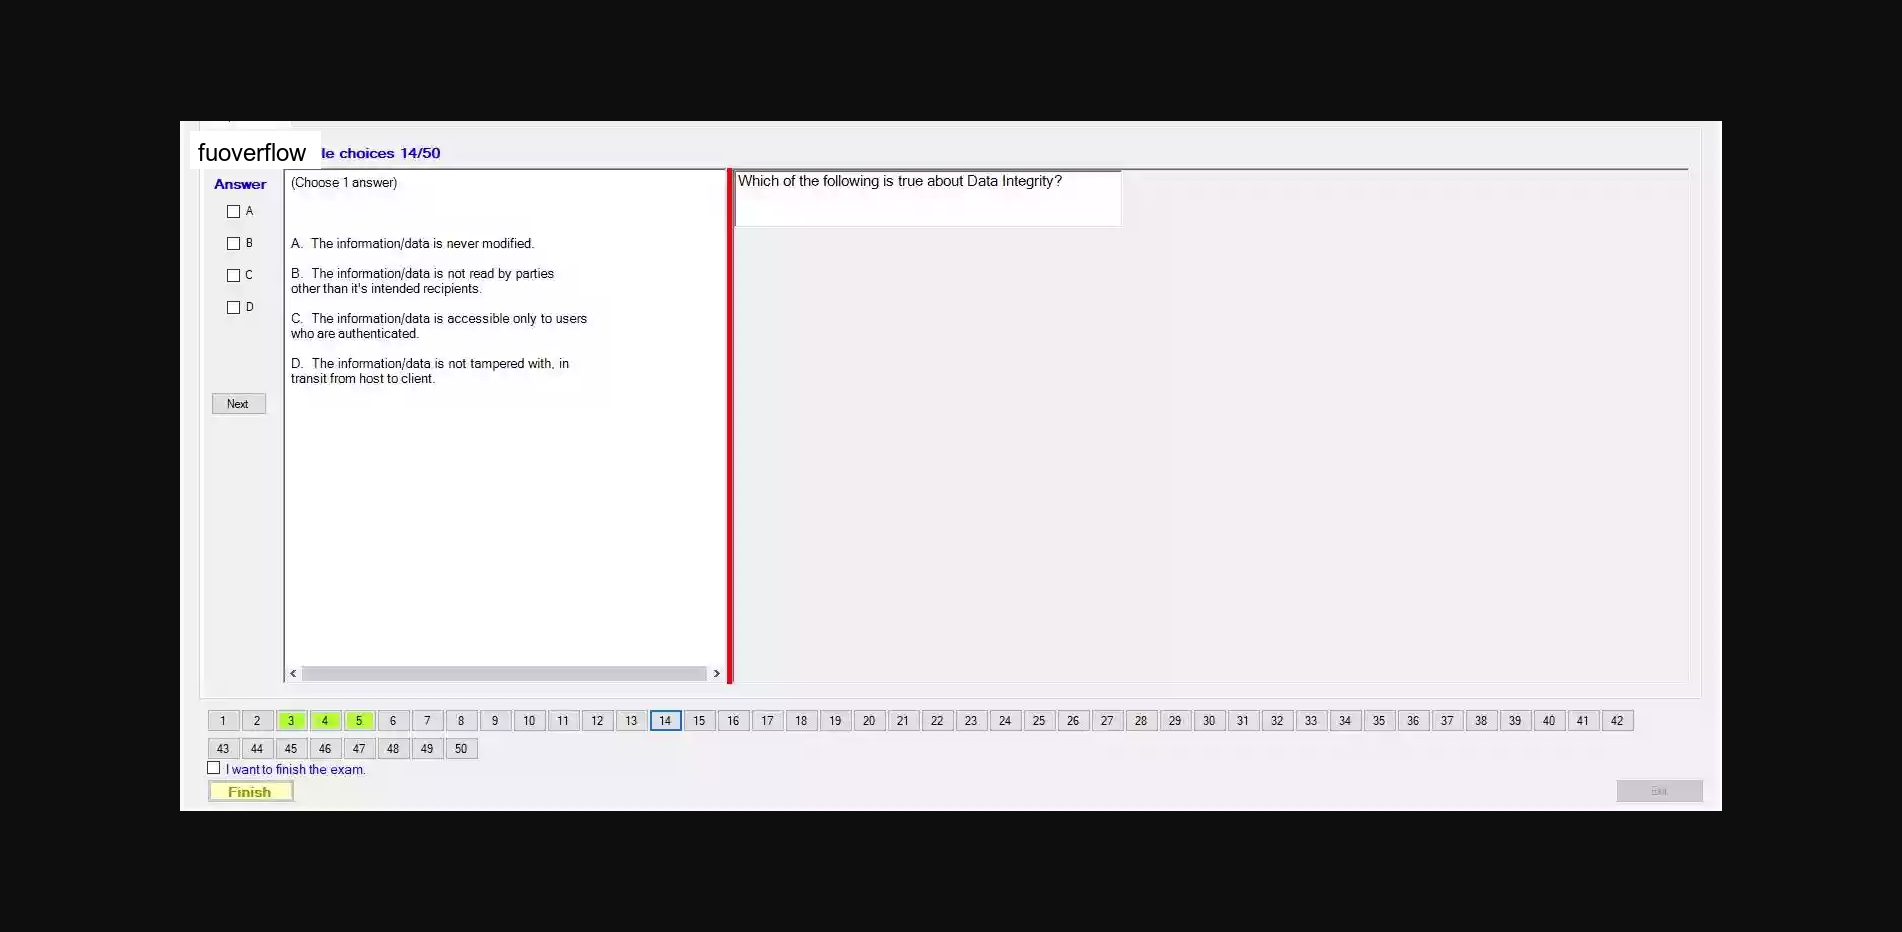 fuoverflow
le choices 14/50
Answer
(Choose 1 answer)
Which of the following is true about Data Integrity?
A
B
C
D
A. The information/data is never modified.
B. The information/data is not read by parties
other than it's intended recipients.
C. The information/data is accessible only to users
who are authenticated.
D. The information/data is not tampered with, in
transit from host to client.
Next
1 2 3 4 5 6 7 8 9 10 11 12 13 14 15 16 17 18 19 20 21 22 23 24 25 26 27 28 29 30 31 32 33 34 35 36 37 38 39 40 41 42
43 44 45 46 47 48 49 50
I want to finish the exam.
Finish
Exit